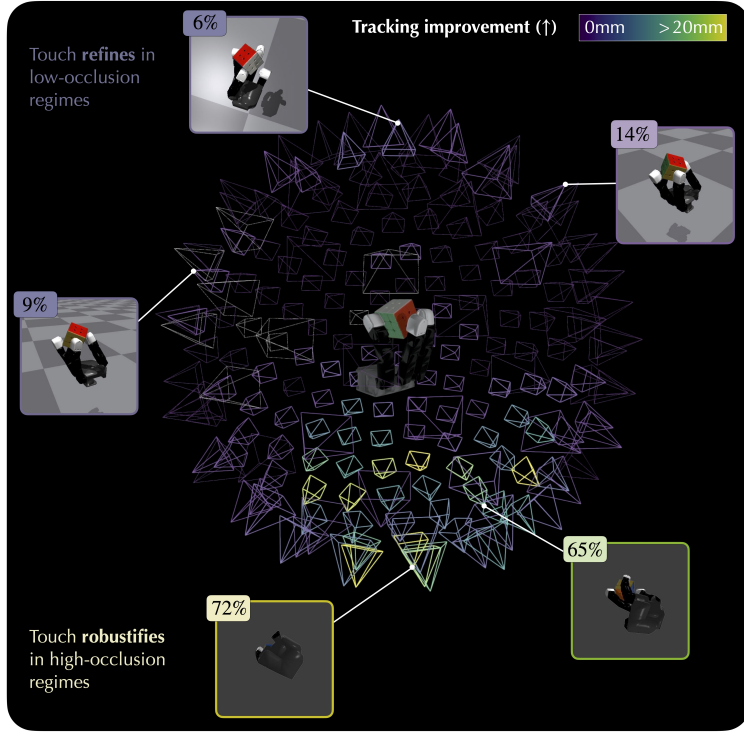 6%
Tracking improvement (↑)
0mm > 20mm
Touch refines in
low-occlusion
regimes
14%
9%
65%
72%
Touch robustifies
in high-occlusion
regimes